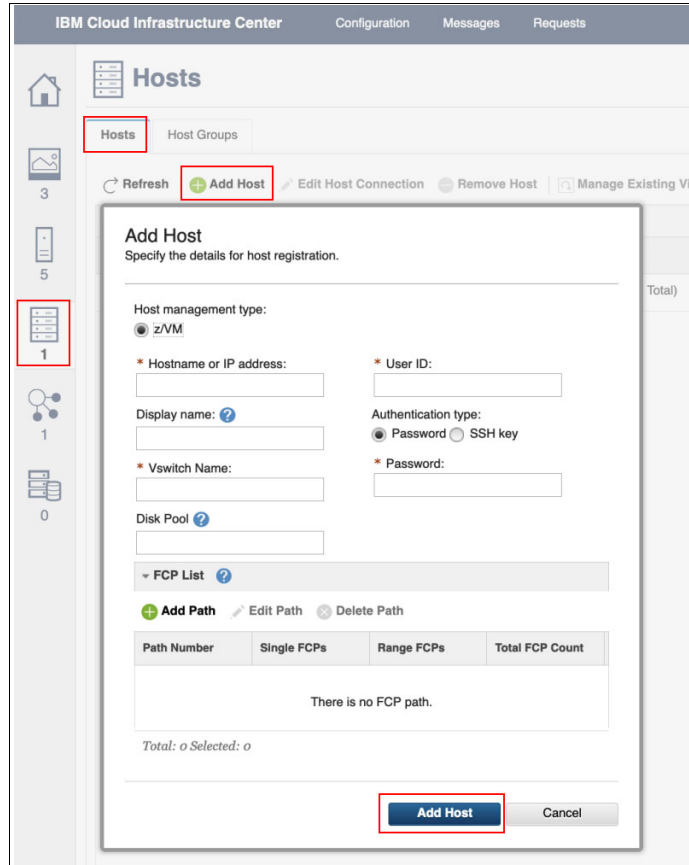 IBM Cloud Infrastructure Center Configuration Messages Requests
Hosts
Hosts Host Groups
Refresh Add Host Edit Host Connection Remove Host Manage Existing Vi
3
5
1
1
0
Total)
Add Host
Specify the details for host registration.
Host management type:
z/VM
* Hostname or IP address: * User ID:
Display name: ? Authentication type:
Password SSH key
* Vswitch Name: * Password:
Disk Pool ?
FCP List ?
Add Path Edit Path Delete Path
Path Number Single FCPs Range FCPs Total FCP Count
There is no FCP path.
Total: 0 Selected: 0
Add Host Cancel